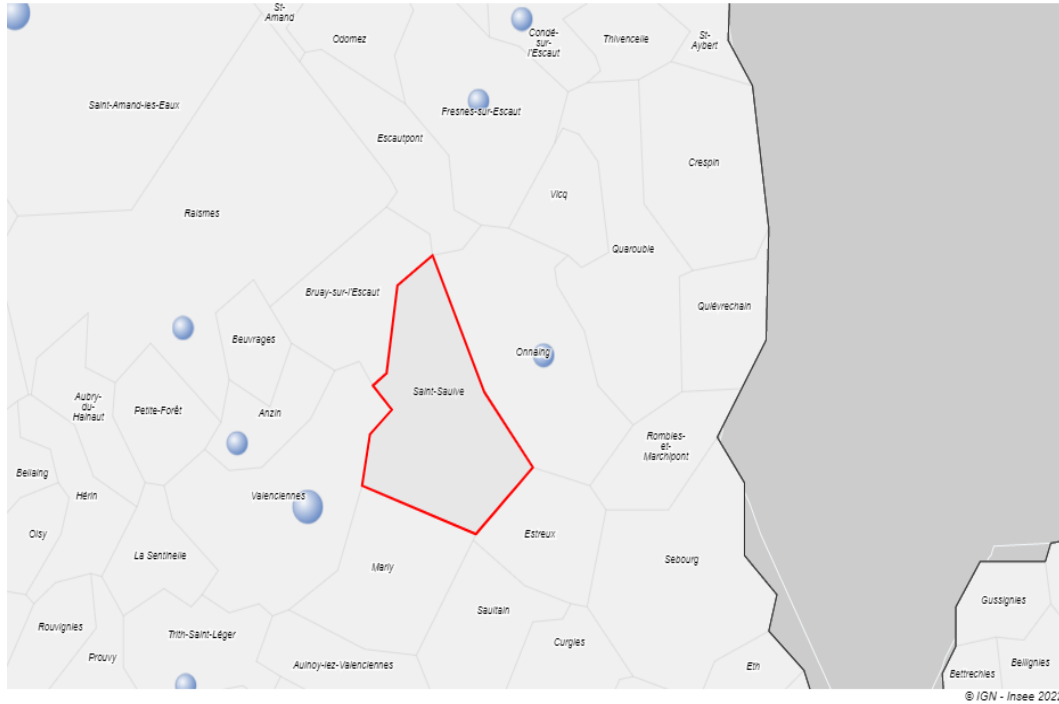 St-
Amand
Odomez
Condé-
sur-
l'Escaut
Thivencelle
St-
Aybert
Saint-Amand-les-Eaux
Fresnes-sur-Escaut
Escautpont
Crespin
Vicq
Raismes
Quarouble
Bruay-sur-l'Escaut
Quiévrechain
Beuvrages
Onnaing
Saint-Saulve
Aubry-
du-
Hainaut
Petite-Forêt
Anzin
Rombies-
et-
Marchipont
Bellaing
Hérin
Valenciennes
Oisy
Estreux
La Sentinelle
Marly
Sebourg
Gussignies
Saultain
Rouvignies
Trith-Saint-Léger
Curgies
Prouvy
Aulnoy-lez-Valenciennes
Eth
Bettrechies
Bellignies
© IGN - Insee 2022